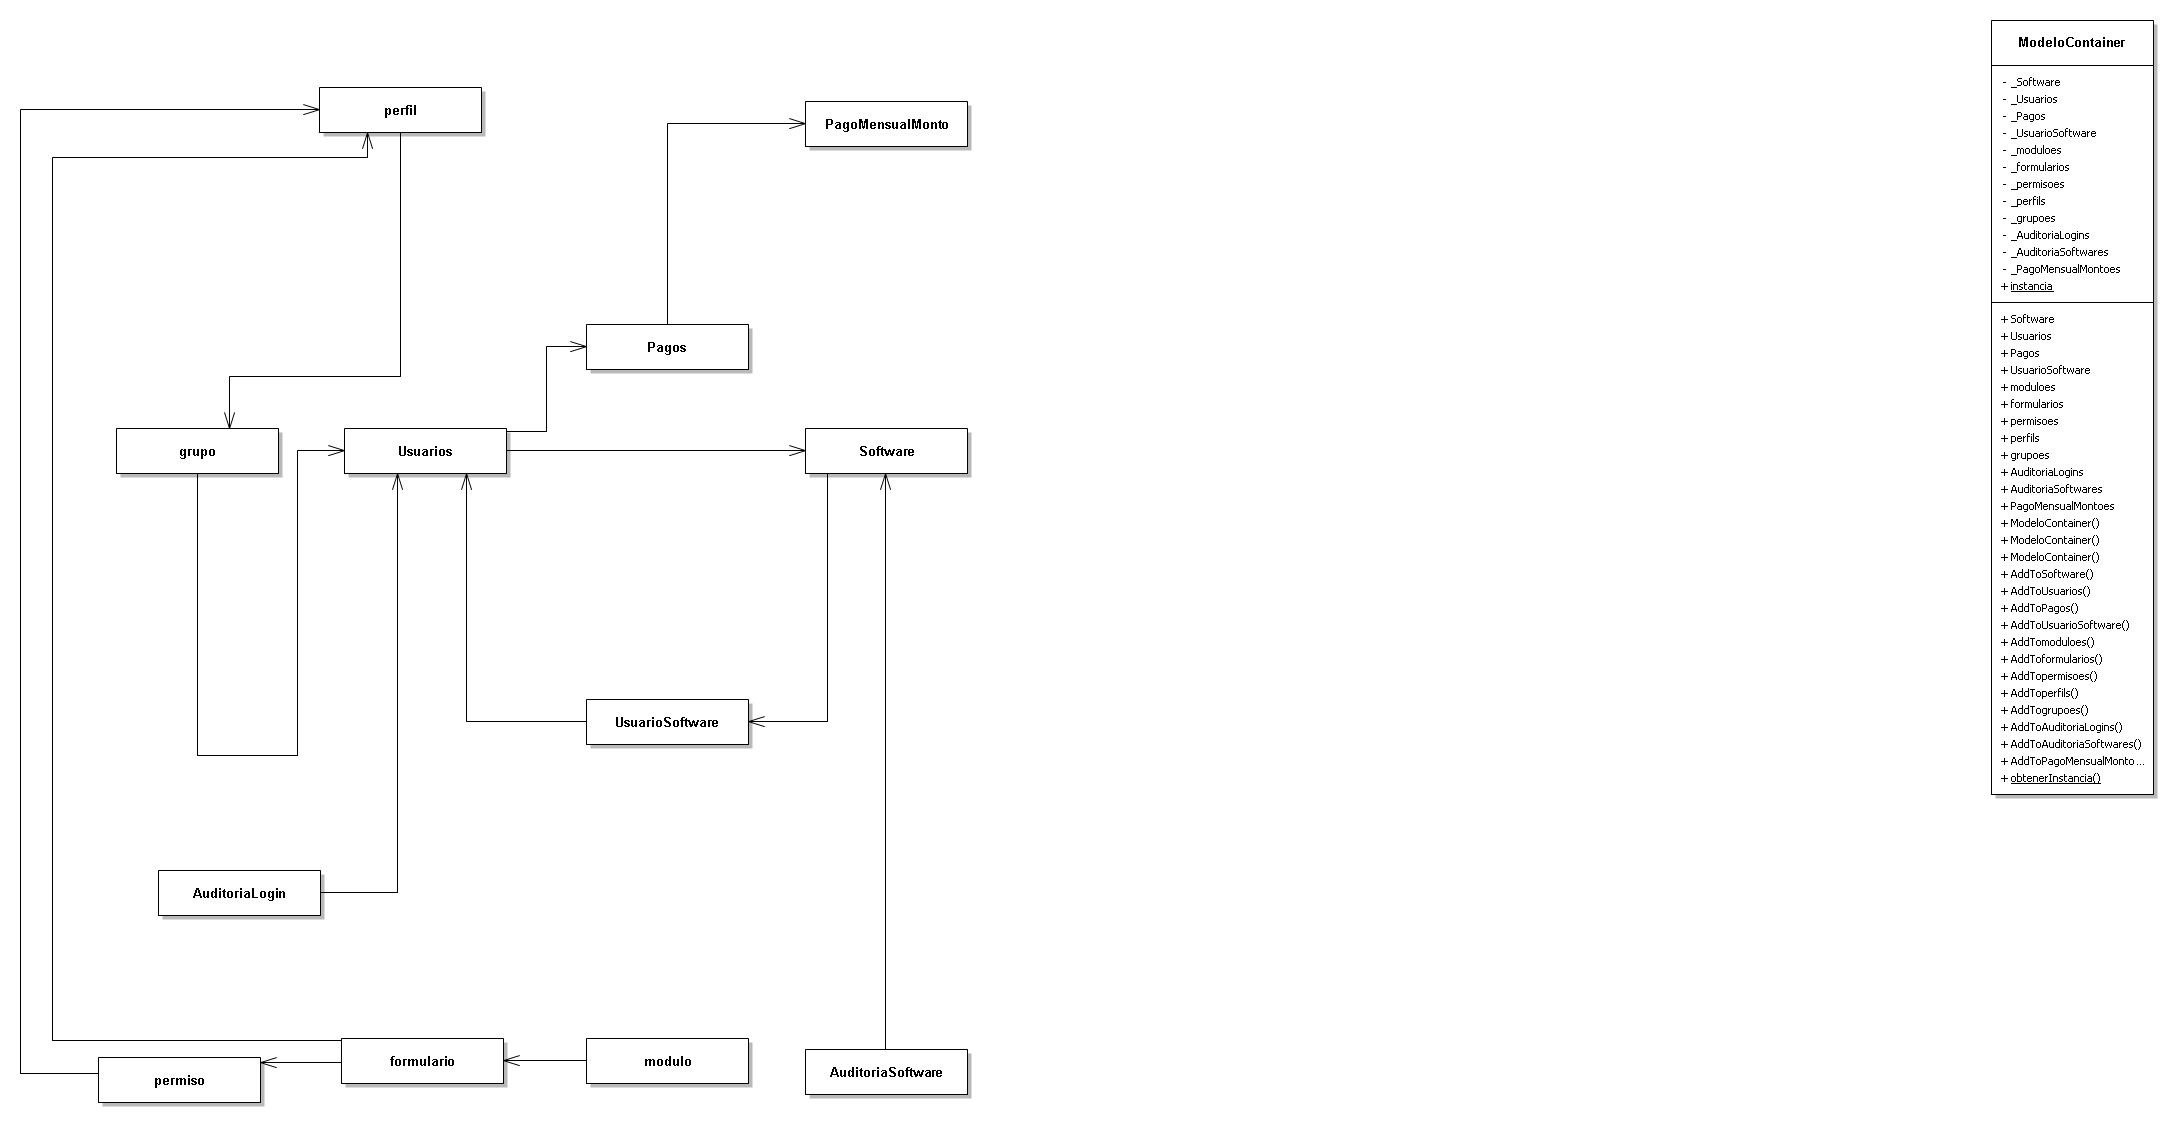 perfil
PagoMensualMonto
Pagos
grupo
Usuarios
Software
UsuarioSoftware
AuditoriaLogin
formulario
modulo
permiso
AuditoriaSoftware
ModeloContainer
- _Software
- _Usuarios
- _Pagos
- _UsuarioSoftware
- _moduloes
- _formularios
- _permisoes
- _perfils
- _grupoes
- _AuditoriaLogins
- _AuditoriaSoftwares
- _PagoMensualMontoes
+ instancia
+ Software
+ Usuarios
+ Pagos
+ UsuarioSoftware
+ moduloes
+ formularios
+ permisoes
+ perfils
+ grupoes
+ AuditoriaLogins
+ AuditoriaSoftwares
+ PagoMensualMontoes
+ ModeloContainer()
+ ModeloContainer()
+ ModeloContainer()
+ AddToSoftware()
+ AddToUsuarios()
+ AddToPagos()
+ AddToUsuarioSoftware()
+ AddTomoduloes()
+ AddToformularios()
+ AddTopermisoes()
+ AddToperfils()
+ AddTogrupoes()
+ AddToAuditoriaLogins()
+ AddToAuditoriaSoftwares()
+ AddToPagoMensualMonto...
+ obtenerInstancia()